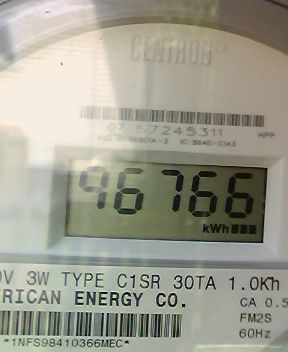 CENTRON
07 57245311 MPP
96766
kWh
0V 3W TYPE C1SR 30TA 1.0Kh
RICAN ENERGY CO.
CA 0.5
FM2S
60Hz
*1NFS98410366MEC*